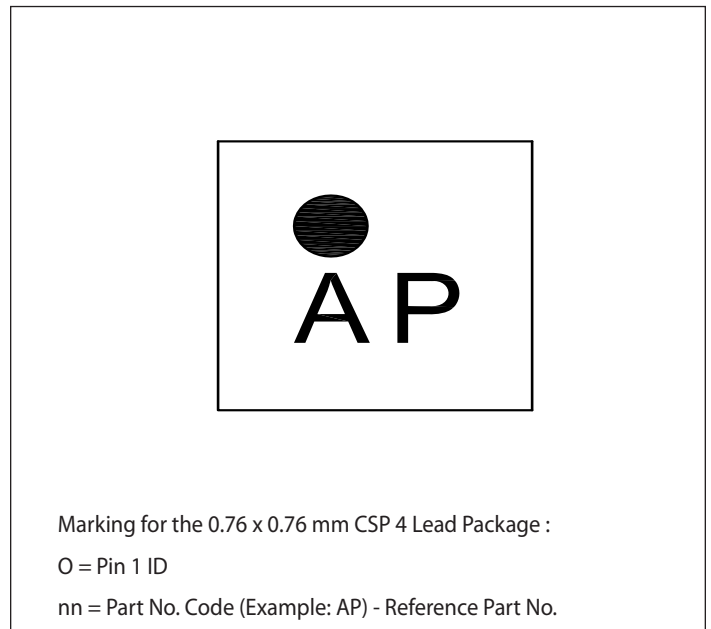 AP
Marking for the 0.76 x 0.76 mm CSP 4 Lead Package :
O = Pin 1 ID
nn = Part No. Code (Example: AP) - Reference Part No.